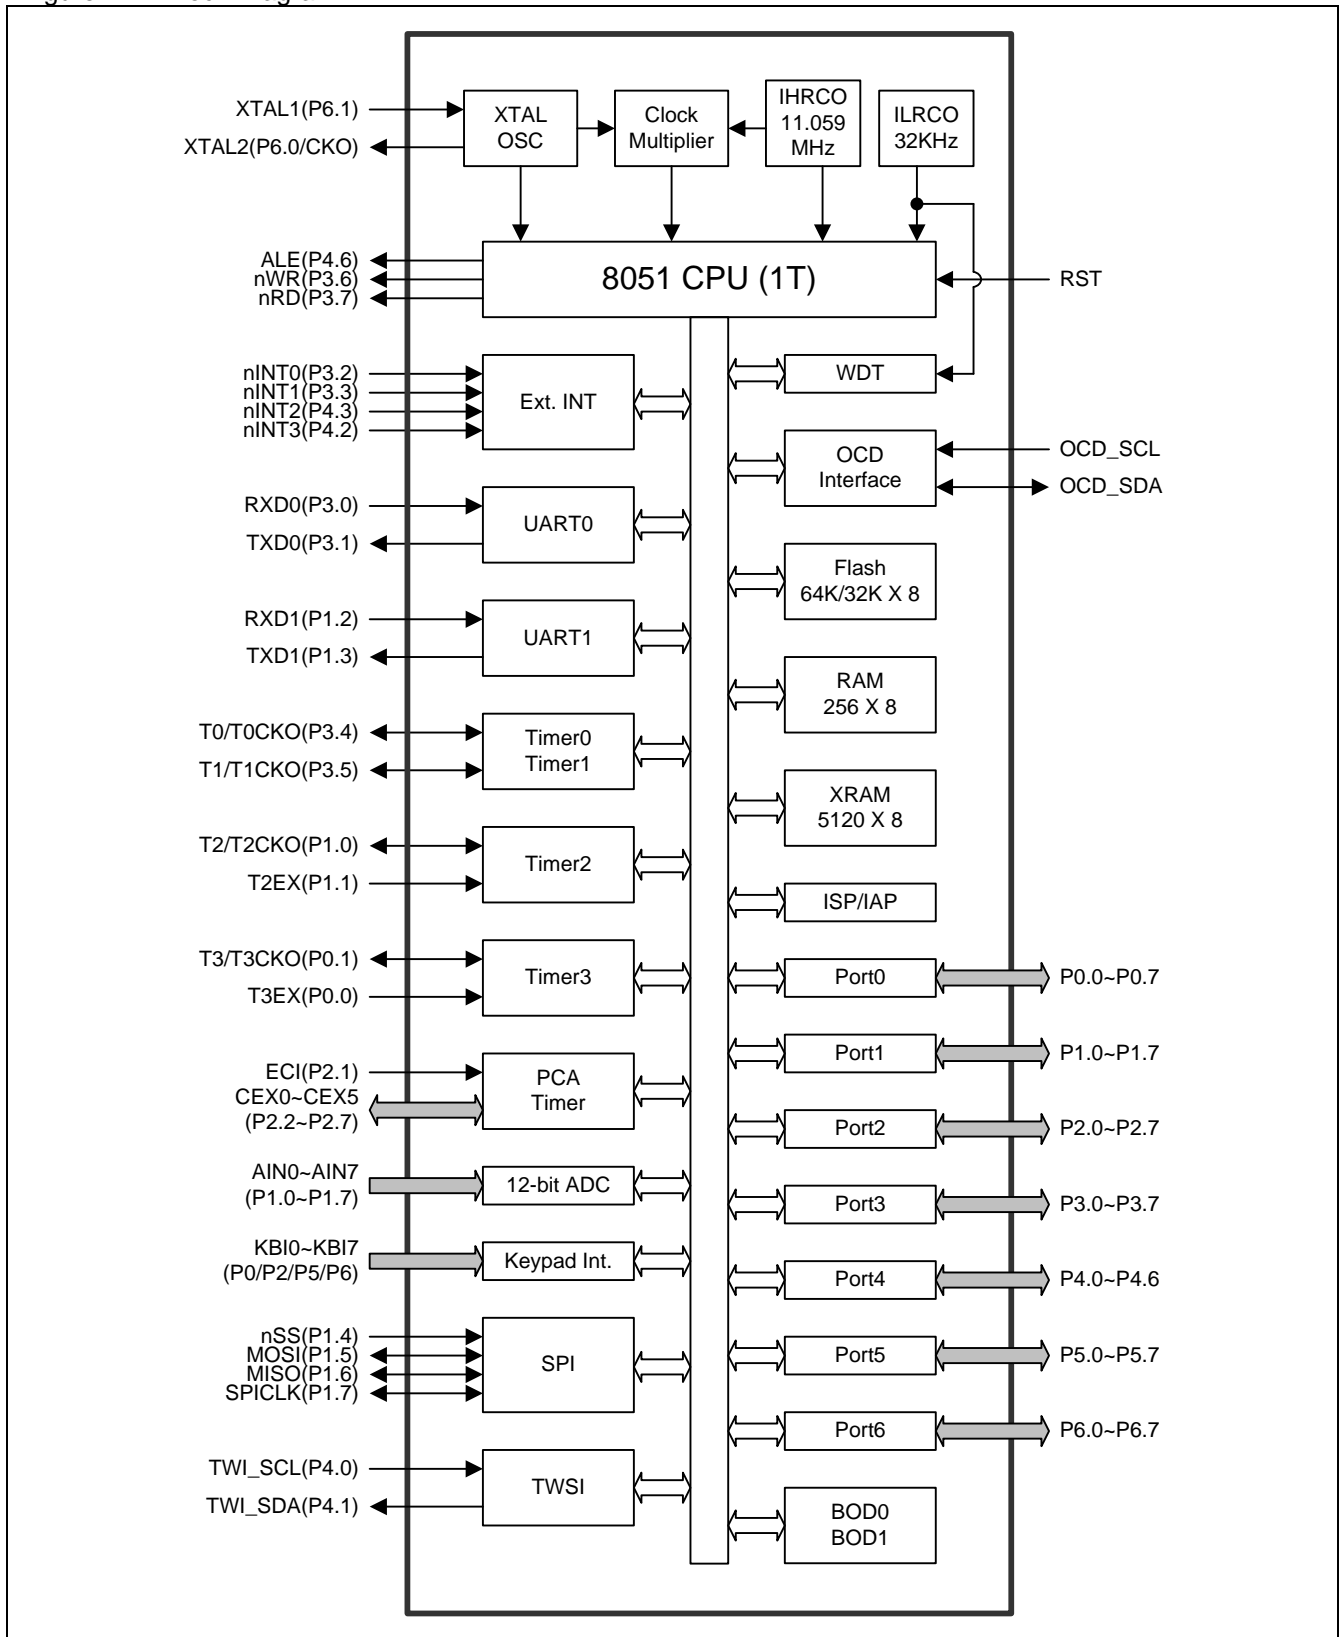 XTAL1(P6.1)
XTAL2(P6.0/CKO)
XTAL
OSC
Clock
Multiplier
IHRCO
11.059
MHz
ILRCO
32KHz
ALE(P4.6)
nWR(P3.6)
nRD(P3.7)
8051 CPU (1T)
RST
nINT0(P3.2)
nINT1(P3.3)
nINT2(P4.3)
nINT3(P4.2)
Ext. INT
WDT
OCD
Interface
OCD_SCL
OCD_SDA
RXD0(P3.0)
TXD0(P3.1)
UART0
Flash
64K/32K X 8
RXD1(P1.2)
TXD1(P1.3)
UART1
RAM
256 X 8
T0/T0CKO(P3.4)
T1/T1CKO(P3.5)
Timer0
Timer1
XRAM
5120 X 8
T2/T2CKO(P1.0)
T2EX(P1.1)
Timer2
ISP/IAP
T3/T3CKO(P0.1)
T3EX(P0.0)
Timer3
Port0
P0.0~P0.7
ECI(P2.1)
CEX0~CEX5
(P2.2~P2.7)
PCA
Timer
Port1
P1.0~P1.7
Port2
P2.0~P2.7
AIN0~AIN7
(P1.0~P1.7)
12-bit ADC
Port3
P3.0~P3.7
KBI0~KBI7
(P0/P2/P5/P6)
Keypad Int.
Port4
P4.0~P4.6
nSS(P1.4)
MOSI(P1.5)
MISO(P1.6)
SPICLK(P1.7)
SPI
Port5
P5.0~P5.7
Port6
P6.0~P6.7
TWI_SCL(P4.0)
TWI_SDA(P4.1)
TWSI
BOD0
BOD1